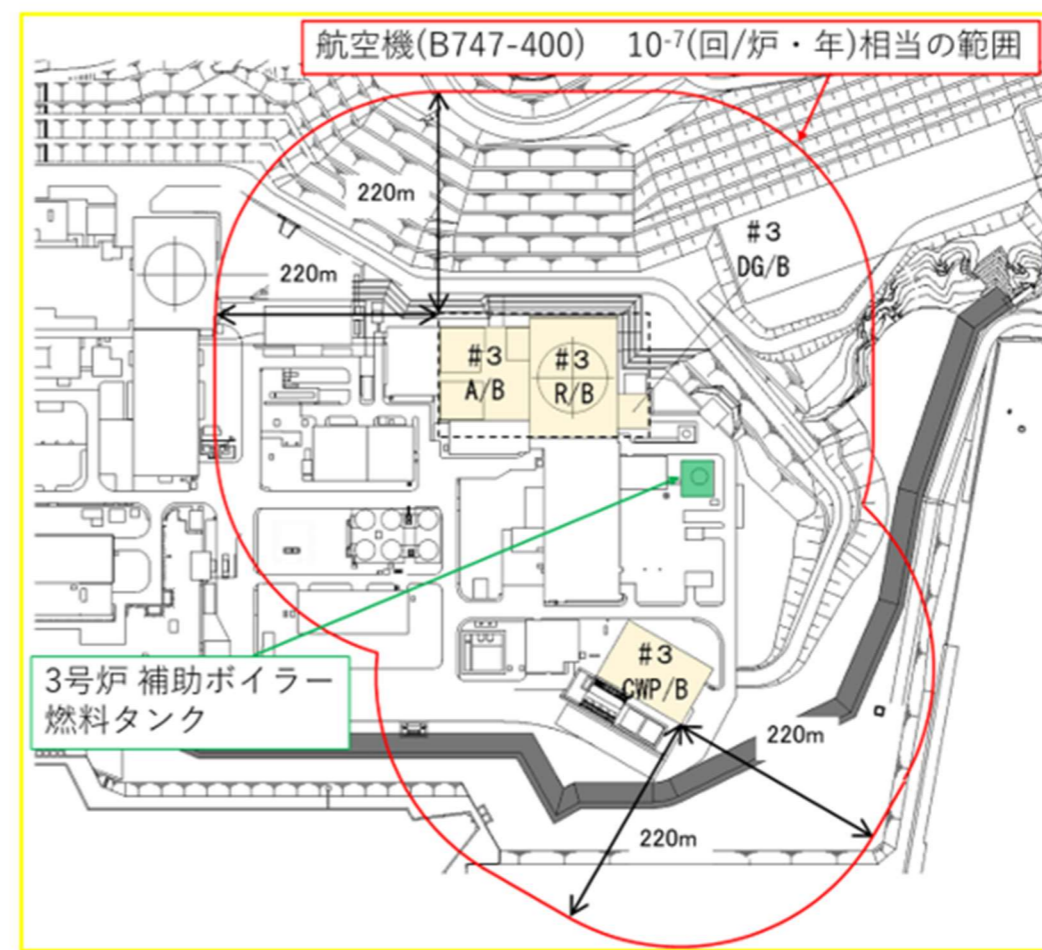 航空機(B747-400) 10⁻⁷(回/炉・年)相当の範囲
220m
220m
#3
DG/B
#3
A/B
#3
R/B
#3
CWP/B
3号炉 補助ボイラー
燃料タンク
220m
220m